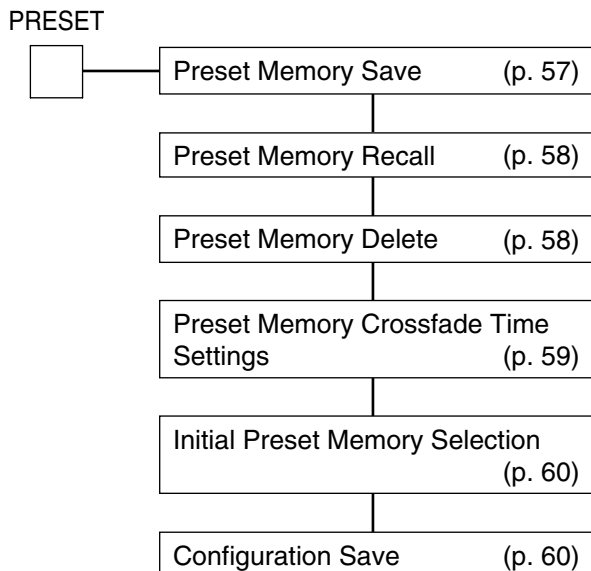 PRESET
Preset Memory Save (p. 57)
Preset Memory Recall (p. 58)
Preset Memory Delete (p. 58)
Preset Memory Crossfade Time
Settings (p. 59)
Initial Preset Memory Selection
(p. 60)
Configuration Save (p. 60)